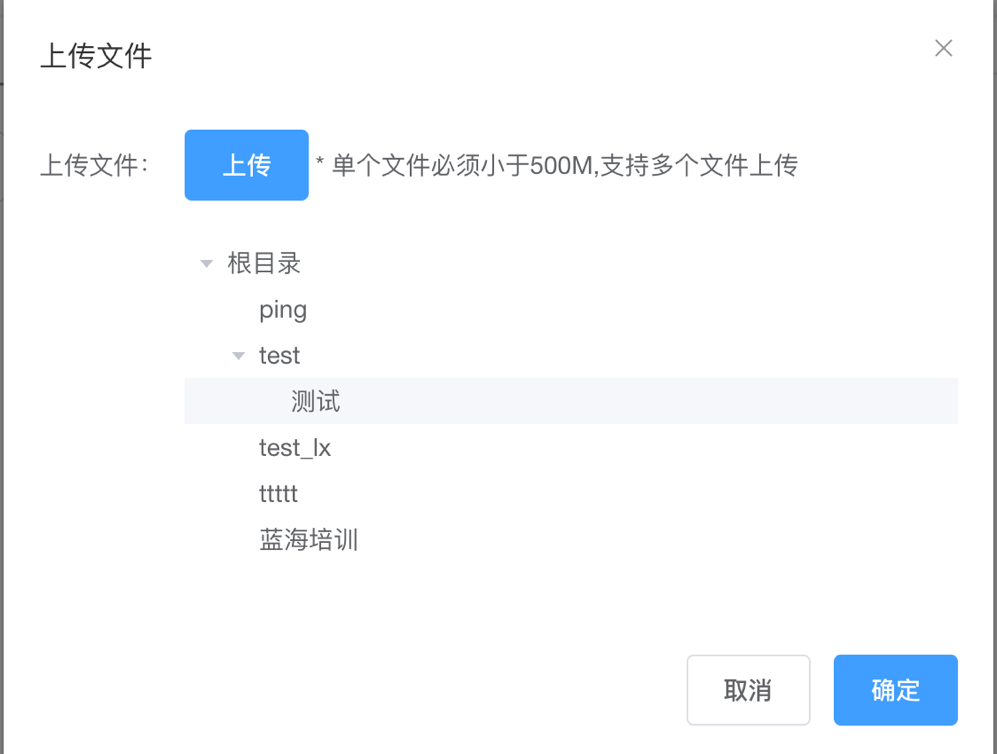 上传文件
上传文件: 上传 * 单个文件必须小于500M,支持多个文件上传
根目录
ping
test
测试
test_lx
ttttt
蓝海培训
取消 确定